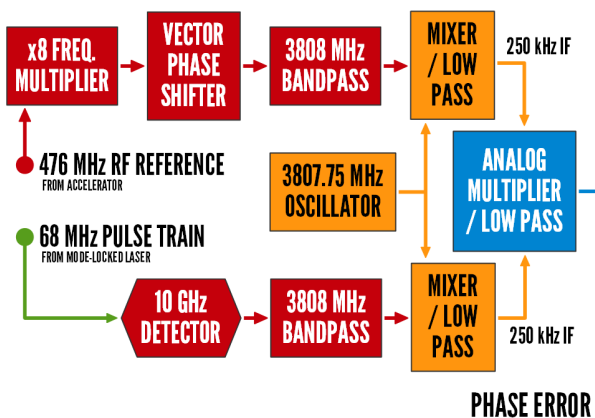 x8 FREQ.
MULTIPLIER
VECTOR
PHASE
SHIFTER
3808 MHz
BANDPASS
MIXER
/ LOW
PASS
250 kHz IF
476 MHz RF REFERENCE
FROM ACCELERATOR
3807.75 MHz
OSCILLATOR
ANALOG
MULTIPLIER
/ LOW PASS
68 MHz PULSE TRAIN
FROM MODE-LOCKED LASER
10 GHz
DETECTOR
3808 MHz
BANDPASS
MIXER
/ LOW
PASS
250 kHz IF
PHASE ERROR